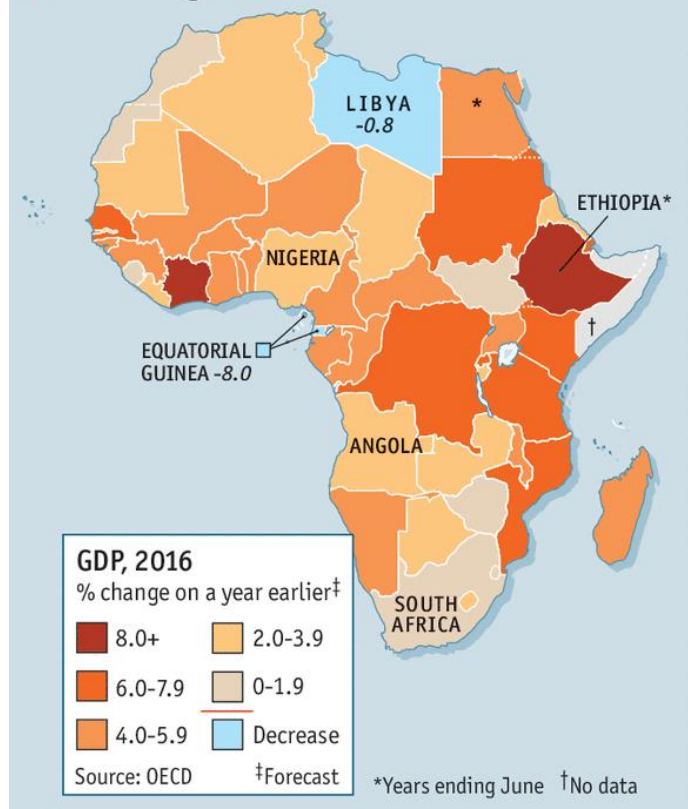 LIBYA
-0.8
*
ETHIOPIA*
NIGERIA
†
EQUATORIAL
GUINEA -8.0
ANGOLA
SOUTH
AFRICA
GDP, 2016
% change on a year earlier‡
8.0+
2.0-3.9
6.0-7.9
0-1.9
4.0-5.9
Decrease
Source: OECD
‡Forecast
*Years ending June †No data